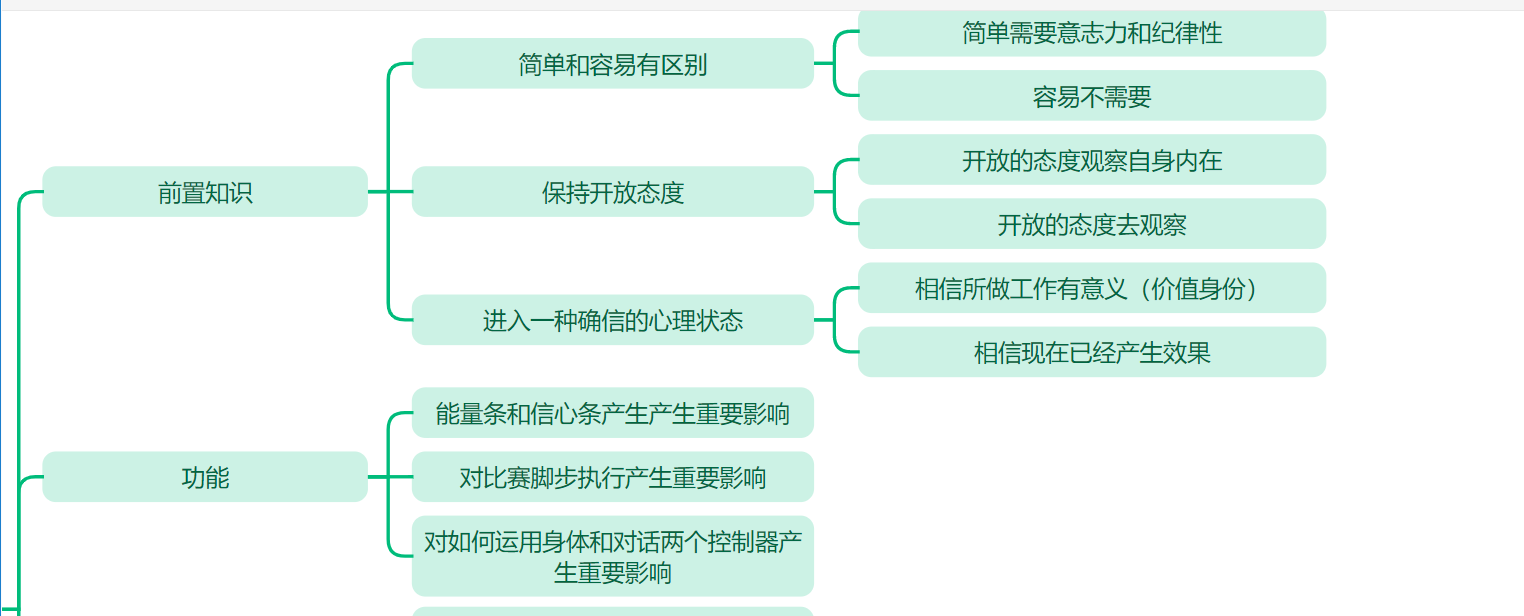 前置知识
简单和容易有区别
简单需要意志力和纪律性
容易不需要
保持开放态度
开放的态度观察自身内在
开放的态度去观察
进入一种确信的心理状态
相信所做工作有意义（价值身份）
相信现在已经产生效果
功能
能量条和信心条产生产生重要影响
对比赛脚步执行产生重要影响
对如何运用身体和对话两个控制器产
生重要影响